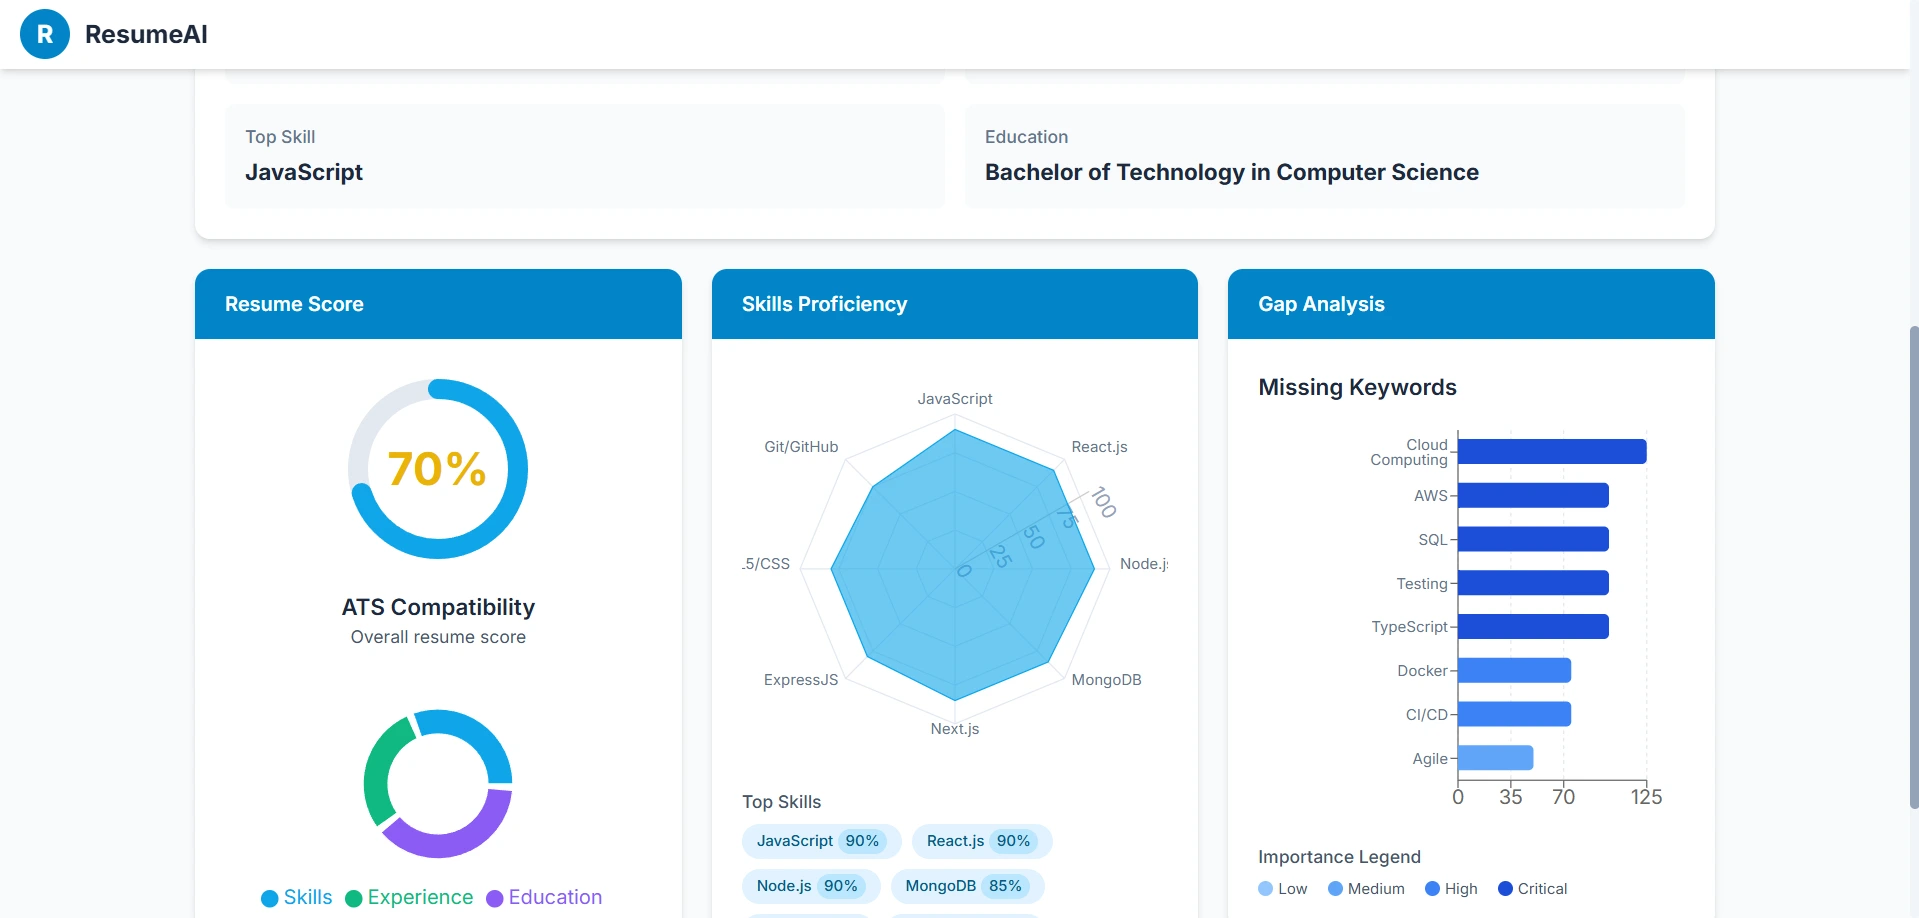 R ResumeAI
Top Skill
JavaScript
Education
Bachelor of Technology in Computer Science
Resume Score
70%
ATS Compatibility
Overall resume score
Skills Experience Education
Skills Proficiency
JavaScript
Git/GitHub
React.js
100
75
50
25
0
5/CSS
Node.j
ExpressJS
MongoDB
Next.js
Top Skills
JavaScript 90% React.js 90%
Node.js 90% MongoDB 85%
Gap Analysis
Missing Keywords
Cloud
Computing
AWS
SQL
Testing
TypeScript
Docker
CI/CD
Agile
0 35 70 125
Importance Legend
Low Medium High Critical